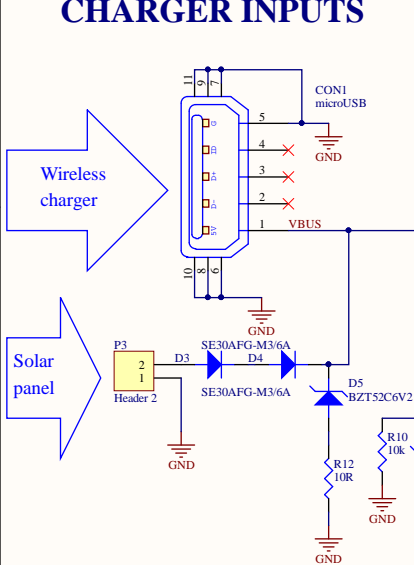 CHARGER INPUTS
11
9
7
CON1
microUSB
G
5
GND
ID
4
D+
3
D-
2
5V
1
VBUS
Wireless
charger
10
8
6
GND
Solar
panel
P3
2
1
Header 2
D3
SE30AFG-M3/6A
D4
SE30AFG-M3/6A
GND
D5
BZT52C6V2
R12
10R
GND
R10
10k
GND